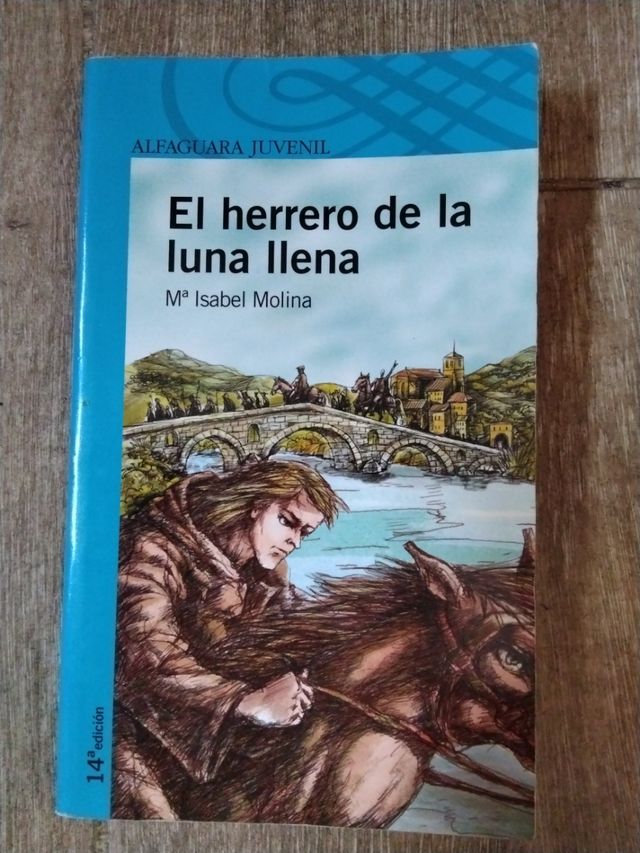 ALFAGUARA JUVENIL
El herrero de la
luna llena
Mª Isabel Molina
14ª edición